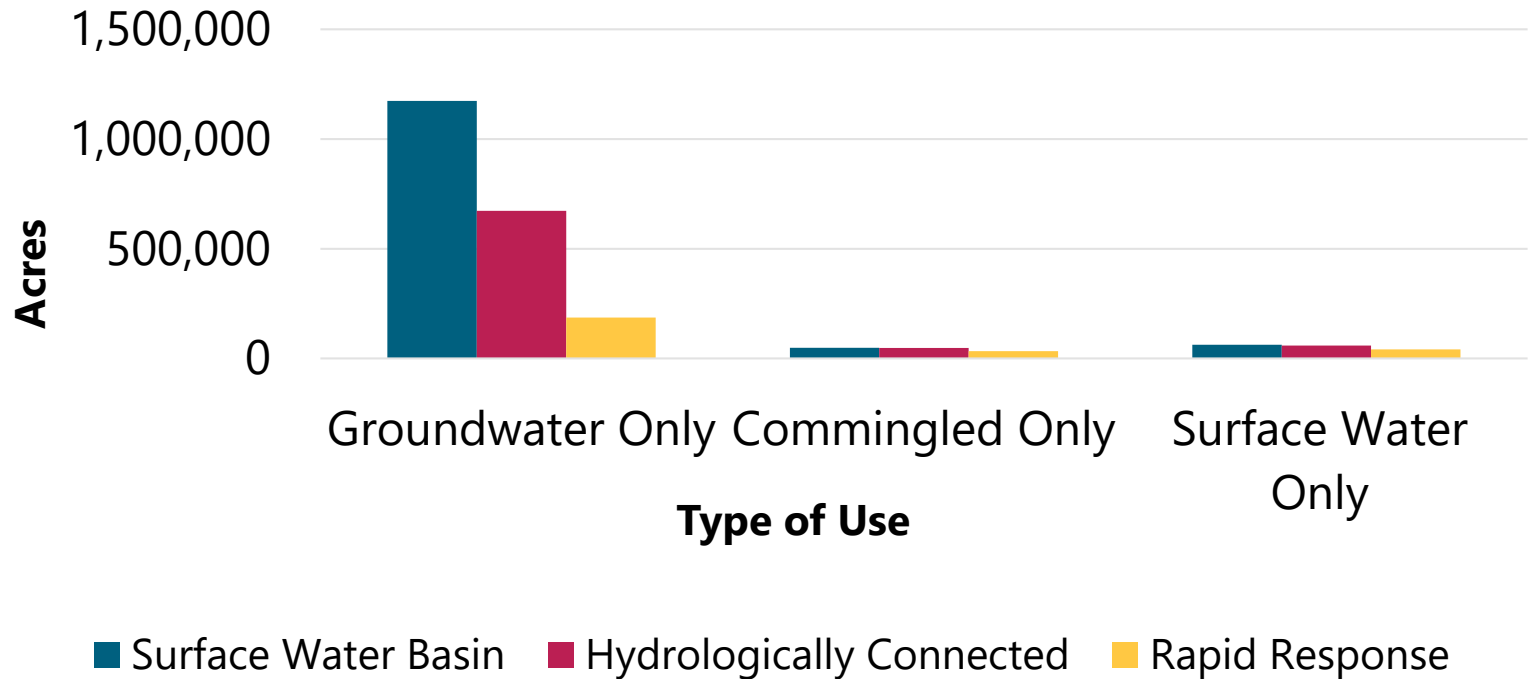 1,500,000
1,000,000
500,000
0
Acres
Groundwater Only
Commingled Only
Surface Water
Only
Type of Use
Surface Water Basin
Hydrologically Connected
Rapid Response